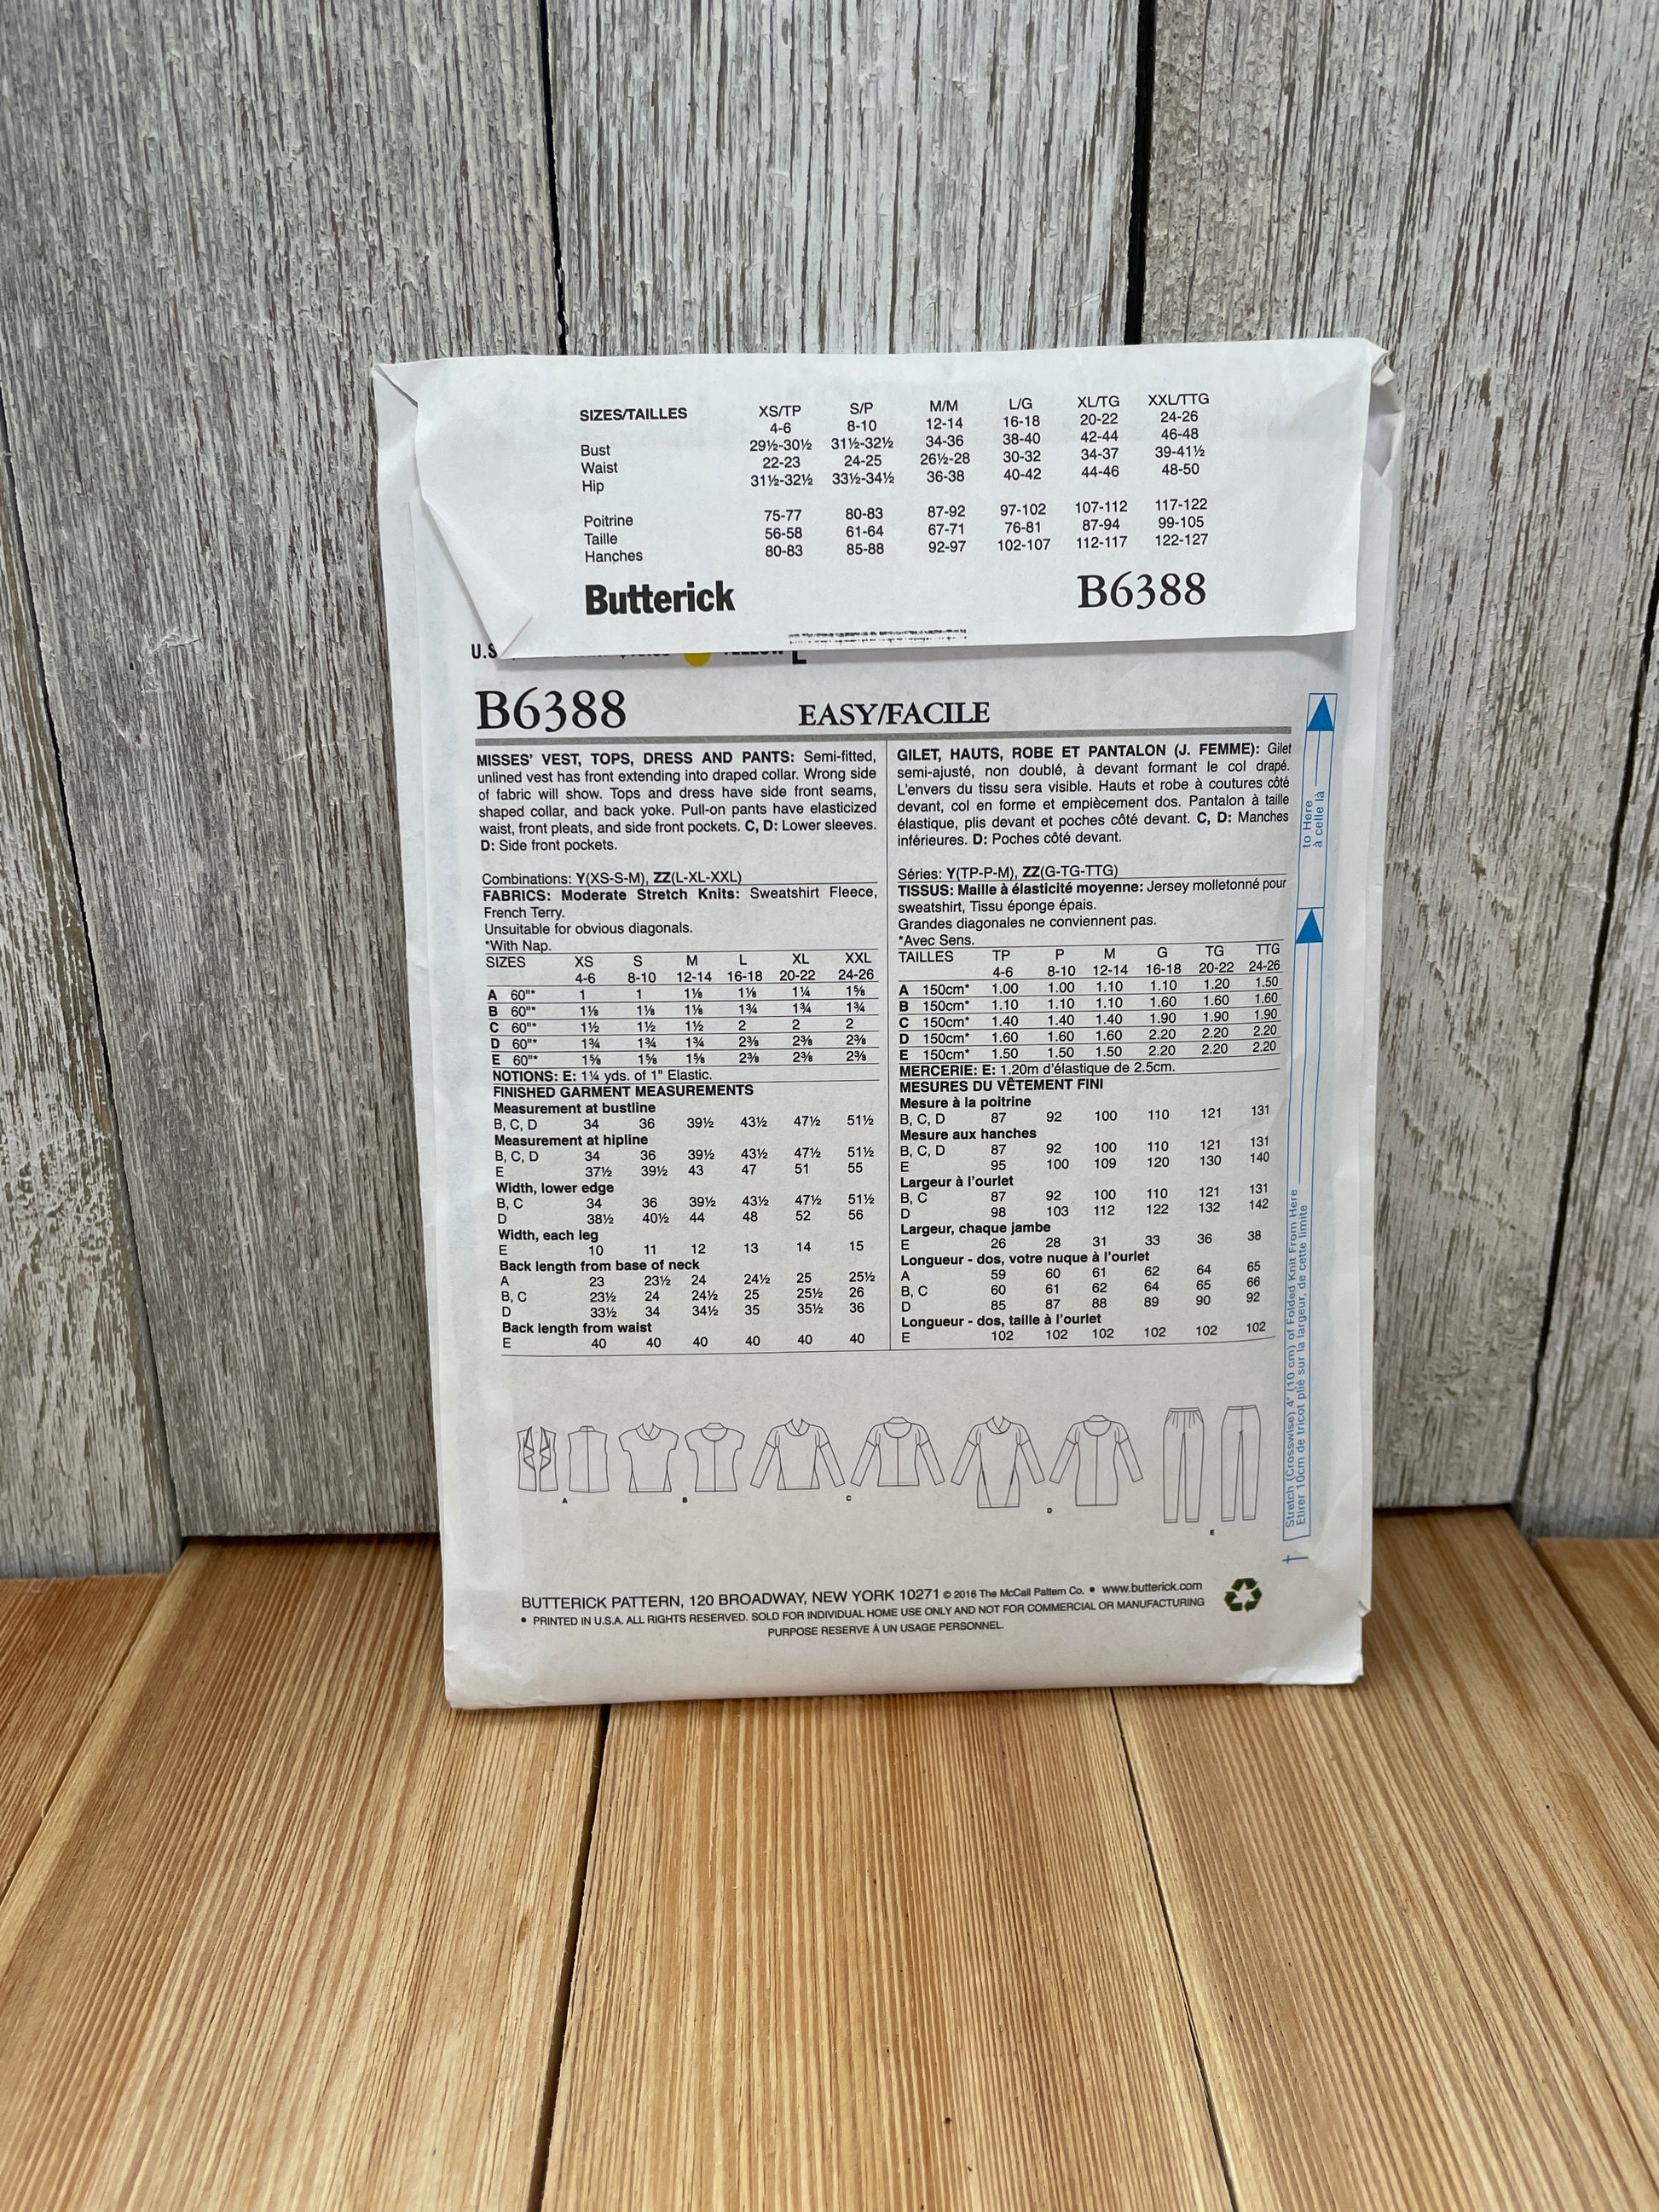 SIZES/TAILLES XS/TP S/P M/M L/G XL/TG XXL/TTG
4-6 8-10 12-14 16-18 20-22 24-26
Bust 29½-30½ 31½-32½ 34-36 38-40 42-44 46-48
Waist 22-23 24-25 26½-28 30-32 34-37 39-41½
Hip 31½-32½ 33½-34½ 36-38 40-42 44-46 48-50
Poitrine 75-77 80-83 87-92 97-102 107-112 117-122
Taille 56-58 61-64 67-71 76-81 87-94 99-105
Hanches 80-83 85-88 92-97 102-107 112-117 122-127
Butterick B6388
U.S
B6388 EASY/FACILE
MISSES' VEST, TOPS, DRESS AND PANTS: Semi-fitted,
unlined vest has front extending into draped collar. Wrong side
of fabric will show. Tops and dress have side front seams,
shaped collar, and back yoke. Pull-on pants have elasticized
waist, front pleats, and side front pockets. C, D: Lower sleeves.
D: Side front pockets.
Combinations: Y(XS-S-M), ZZ(L-XL-XXL)
FABRICS: Moderate Stretch Knits: Sweatshirt Fleece,
French Terry.
Unsuitable for obvious diagonals.
*With Nap.
SIZES XS S M L XL XXL
4-6 8-10 12-14 16-18 20-22 24-26
A 60"* 1 1 1⅛ 1⅛ 1¼ 1⅝
B 60"* 1⅛ 1⅛ 1⅛ 1¾ 1¾ 1¾
C 60"* 1½ 1½ 1½ 2 2 2
D 60"* 1¾ 1¾ 1¾ 2⅜ 2⅜ 2⅜
E 60"* 1⅝ 1⅝ 1⅝ 2⅜ 2⅜ 2⅜
NOTIONS: E: 1¼ yds. of 1" Elastic.
FINISHED GARMENT MEASUREMENTS
Measurement at bustline
B, C, D 34 36 39½ 43½ 47½ 51½
Measurement at hipline
B, C, D 34 36 39½ 43½ 47½ 51½
E 37½ 39½ 43 47 51 55
Width, lower edge
B, C 34 36 39½ 43½ 47½ 51½
D 38½ 40½ 44 48 52 56
Width, each leg
E 10 11 12 13 14 15
Back length from base of neck
A 23 23½ 24 24½ 25 25½
B, C 23½ 24 24½ 25 25½ 26
D 33½ 34 34½ 35 35½ 36
Back length from waist
E 40 40 40 40 40 40
GILET, HAUTS, ROBE ET PANTALON (J. FEMME): Gilet
semi-ajusté, non doublé, à devant formant le col drapé.
L'envers du tissu sera visible. Hauts et robe à coutures côté
devant, col en forme et empiècement dos. Pantalon à taille
élastique, plis devant et poches côté devant. C, D: Manches
inférieures. D: Poches côté devant.
Séries: Y(TP-P-M), ZZ(G-TG-TTG)
TISSUS: Maille à élasticité moyenne: Jersey molletonné pour
sweatshirt, Tissu éponge épais.
Grandes diagonales ne conviennent pas.
*Avec Sens.
TAILLES TP P M G TG TTG
4-6 8-10 12-14 16-18 20-22 24-26
A 150cm* 1.00 1.00 1.10 1.10 1.20 1.50
B 150cm* 1.10 1.10 1.10 1.60 1.60 1.60
C 150cm* 1.40 1.40 1.40 1.90 1.90 1.90
D 150cm* 1.60 1.60 1.60 2.20 2.20 2.20
E 150cm* 1.50 1.50 1.50 2.20 2.20 2.20
MERCERIE: E: 1.20m d'élastique de 2.5cm.
MESURES DU VÊTEMENT FINI
Mesure à la poitrine
B, C, D 87 92 100 110 121 131
Mesure aux hanches
B, C, D 87 92 100 110 121 131
E 95 100 109 120 130 140
Largeur à l'ourlet
B, C 87 92 100 110 121 131
D 98 103 112 122 132 142
Largeur, chaque jambe
E 26 28 31 33 36 38
Longueur - dos, votre nuque à l'ourlet
A 59 60 61 62 64 65
B, C 60 61 62 64 65 66
D 85 87 88 89 90 92
Longueur - dos, taille à l'ourlet
E 102 102 102 102 102 102
to Here
à celle là
Stretch (Crosswise) 4" (10 cm) of Folded Knit From Here
Etirer 10cm de tricot plié sur la largeur, de cette limite
A B C D E
BUTTERICK PATTERN, 120 BROADWAY, NEW YORK 10271 © 2016 The McCall Pattern Co. • www.butterick.com
• PRINTED IN U.S.A. ALL RIGHTS RESERVED. SOLD FOR INDIVIDUAL HOME USE ONLY AND NOT FOR COMMERCIAL OR MANUFACTURING
PURPOSE RESERVE À UN USAGE PERSONNEL.